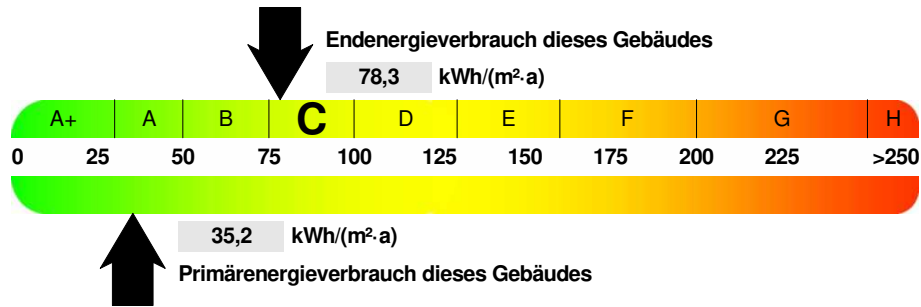 Endenergieverbrauch dieses Gebäudes
78,3 kWh/(m²·a)
A+ A B C D E F G H
0 25 50 75 100 125 150 175 200 225 >250
35,2 kWh/(m²·a)
Primärenergieverbrauch dieses Gebäudes